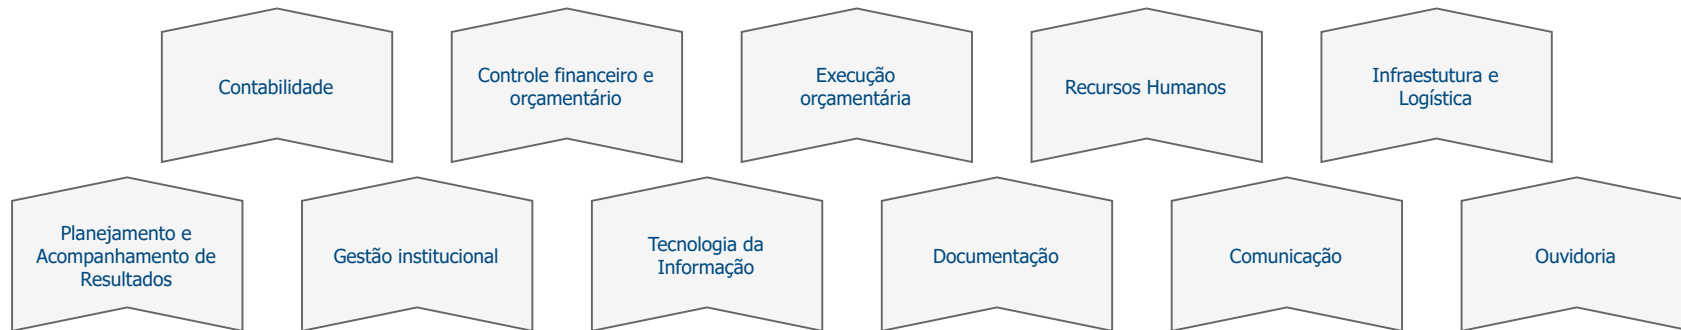 Contabilidade
Controle financeiro e
orçamentário
Execução
orçamentária
Recursos Humanos
Infraestutura e
Logística
Planejamento e
Acompanhamento de
Resultados
Gestão institucional
Tecnologia da
Informação
Documentação
Comunicação
Ouvidoria